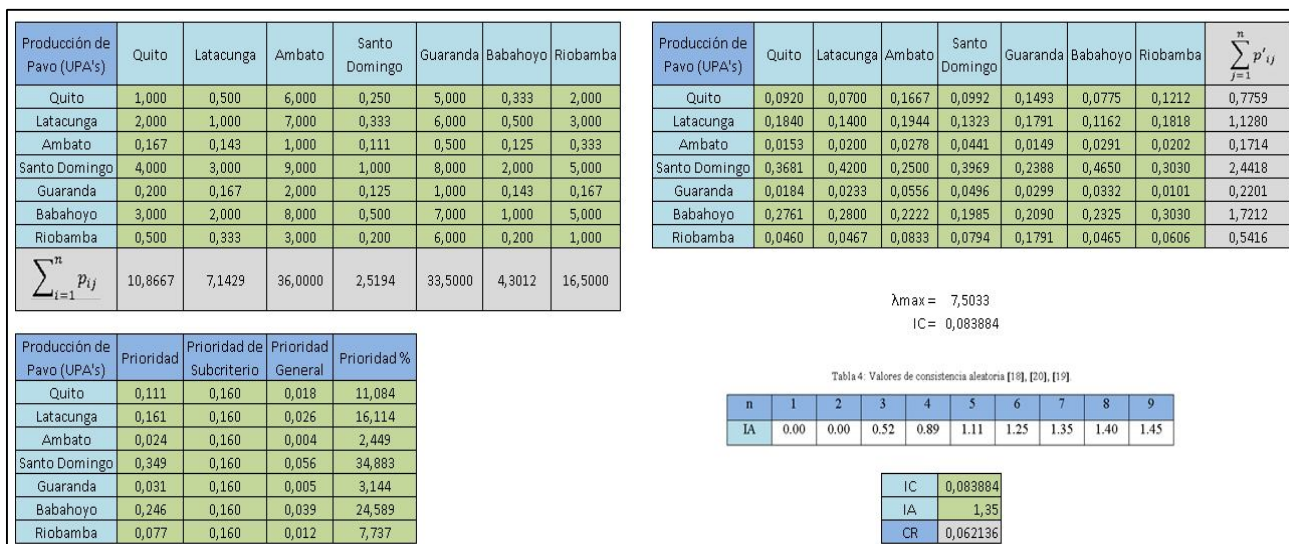 Producción de Pavo (UPA's) Quito Latacunga Ambato Santo Domingo Guaranda Babahoyo Riobamba
Quito 1,000 0,500 6,000 0,250 5,000 0,333 2,000
Latacunga 2,000 1,000 7,000 0,333 6,000 0,500 3,000
Ambato 0,167 0,143 1,000 0,111 0,500 0,125 0,333
Santo Domingo 4,000 3,000 9,000 1,000 8,000 2,000 5,000
Guaranda 0,200 0,167 2,000 0,125 1,000 0,143 0,167
Babahoyo 3,000 2,000 8,000 0,500 7,000 1,000 5,000
Riobamba 0,500 0,333 3,000 0,200 6,000 0,200 1,000
∑ⁿᵢ₌₁ pᵢⱼ 10,8667 7,1429 36,0000 2,5194 33,5000 4,3012 16,5000
Producción de Pavo (UPA's) Quito Latacunga Ambato Santo Domingo Guaranda Babahoyo Riobamba ∑ⁿⱼ₌₁ p'ᵢⱼ
Quito 0,0920 0,0700 0,1667 0,0992 0,1493 0,0775 0,1212 0,7759
Latacunga 0,1840 0,1400 0,1944 0,1323 0,1791 0,1162 0,1818 1,1280
Ambato 0,0153 0,0200 0,0278 0,0441 0,0149 0,0291 0,0202 0,1714
Santo Domingo 0,3681 0,4200 0,2500 0,3969 0,2388 0,4650 0,3030 2,4418
Guaranda 0,0184 0,0233 0,0556 0,0496 0,0299 0,0332 0,0101 0,2201
Babahoyo 0,2761 0,2800 0,2222 0,1985 0,2090 0,2325 0,3030 1,7212
Riobamba 0,0460 0,0467 0,0833 0,0794 0,1791 0,0465 0,0606 0,5416
λmax = 7,5033
IC = 0,083884
Producción de Pavo (UPA's) Prioridad Prioridad de Subcriterio Prioridad General Prioridad %
Quito 0,111 0,160 0,018 11,084
Latacunga 0,161 0,160 0,026 16,114
Ambato 0,024 0,160 0,004 2,449
Santo Domingo 0,349 0,160 0,056 34,883
Guaranda 0,031 0,160 0,005 3,144
Babahoyo 0,246 0,160 0,039 24,589
Riobamba 0,077 0,160 0,012 7,737
Tabla 4: Valores de consistencia aleatoria [18], [20], [19].
n 1 2 3 4 5 6 7 8 9
IA 0.00 0.00 0.52 0.89 1.11 1.25 1.35 1.40 1.45
IC 0,083884
IA 1,35
CR 0,062136